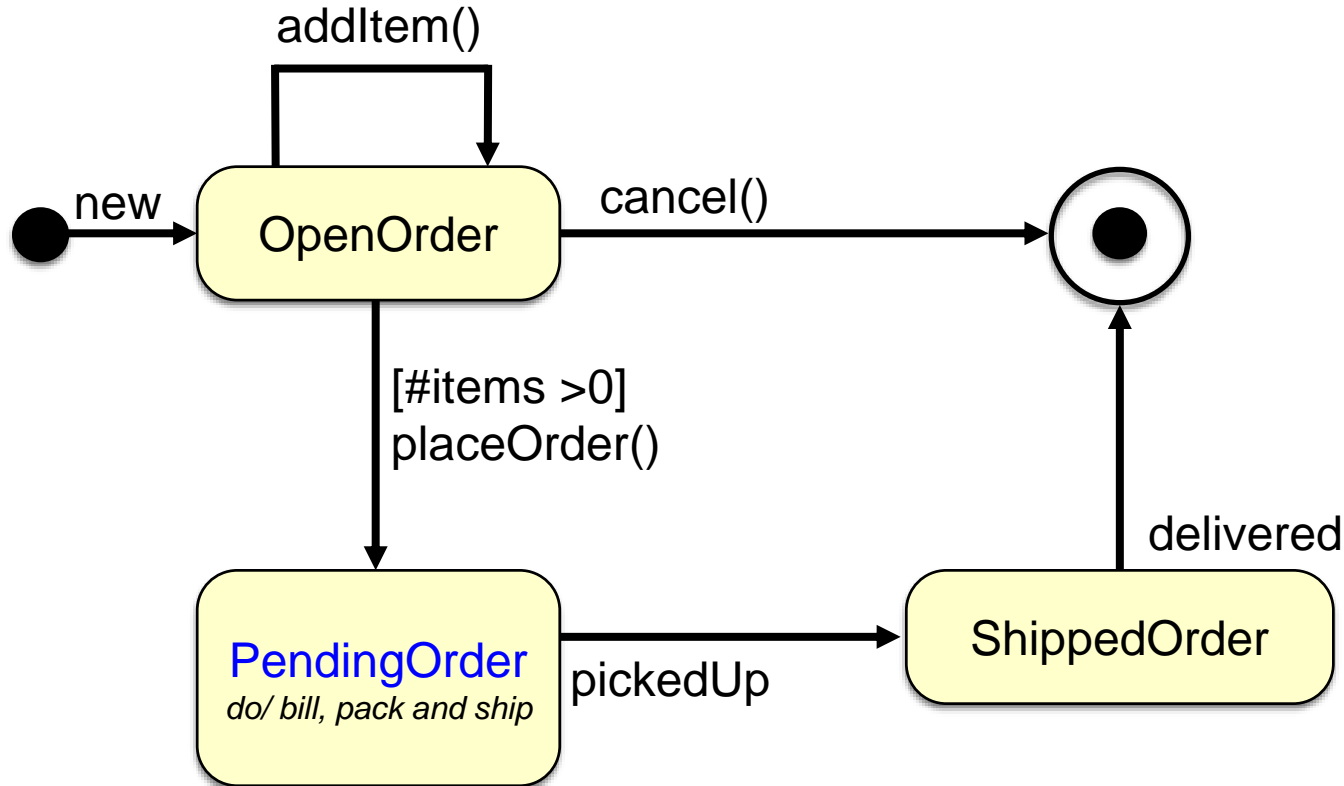 addItem()
new
OpenOrder
cancel()
[#items >0]
placeOrder()
delivered
PendingOrder
do/ bill, pack and ship
pickedUp
ShippedOrder